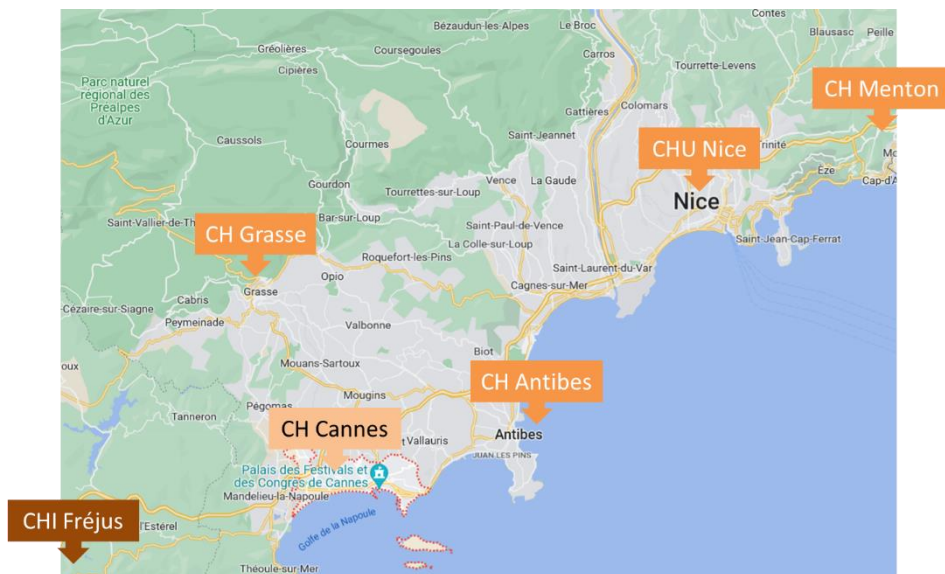 Bézaudun-les-Alpes
Le Broc
Contes
Gréolières
Coursegoules
Carros
Blausasc
Peille
Cipières
Tourrette-Levens
Parc naturel
régional des
Préalpes
d'Azur
CH Menton
Gattières
Colomars
Caussols
Courmes
Saint-Jeannet
CHU Nice
Trinité
Gourdon
Vence
La Gaude
Èze
Tourrettes-sur-Loup
Cap-d'A
Nice
Saint-Vallier-de-Th
Bar-sur-Loup
Saint-Paul-de-Vence
CH Grasse
La Colle-sur-Loup
Saint-Jean-Cap-Ferrat
Roquefort-les-Pins
Saint-Laurent-du-Var
Opio
Cagnes-sur-Mer
Grasse
Cabris
-Cézaire-sur-Siagne
Peymeinade
Valbonne
Biot
Mouans-Sartoux
CH Antibes
Mougins
Tanneron
Pégomas
CH Cannes
Vallauris
Antibes
JUAN LES PINS
Palais des Festivals et
des Congrès de Cannes
Mandelieu-la-Napoule
CHI Fréjus
l'Estérel
Golfe de la Napoule
Théoule-sur-Mer